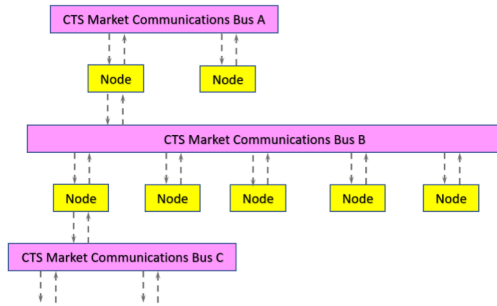 CTS Market Communications Bus A
Node Node
CTS Market Communications Bus B
Node Node Node Node Node
CTS Market Communications Bus C